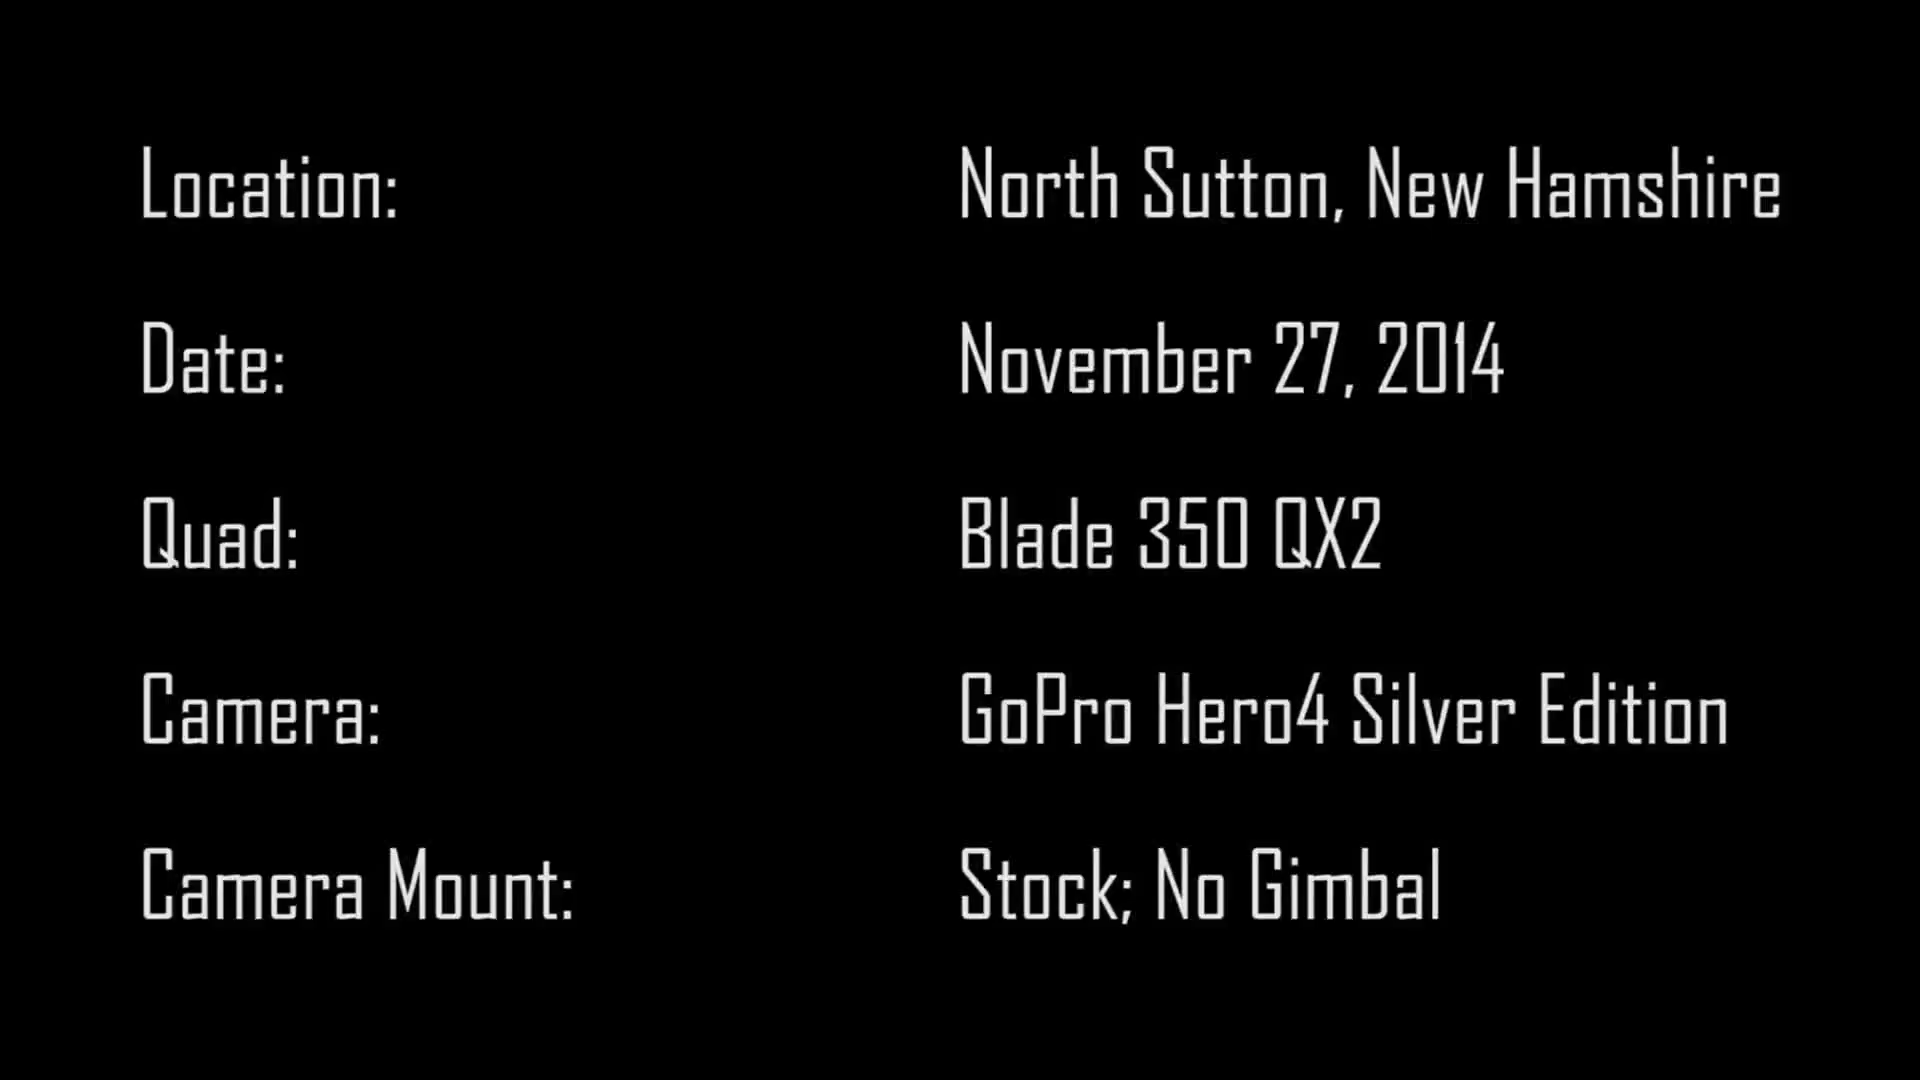 Location: North Sutton, New Hamshire
Date: November 27, 2014
Quad: Blade 350 QX2
Camera: GoPro Hero4 Silver Edition
Camera Mount: Stock; No Gimbal